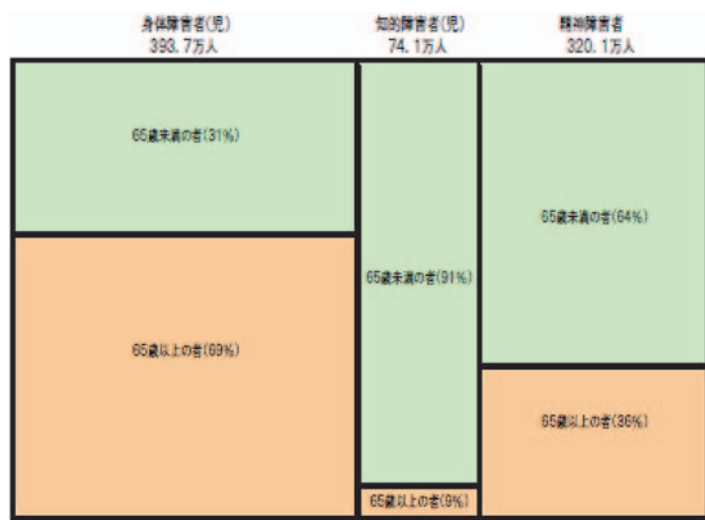 身体障害者(児)
393.7万人
知的障害者(児)
74.1万人
精神障害者
320.1万人
65歳未満の者(31%)
65歳以上の者(69%)
65歳未満の者(91%)
65歳以上の者(9%)
65歳未満の者(64%)
65歳以上の者(36%)